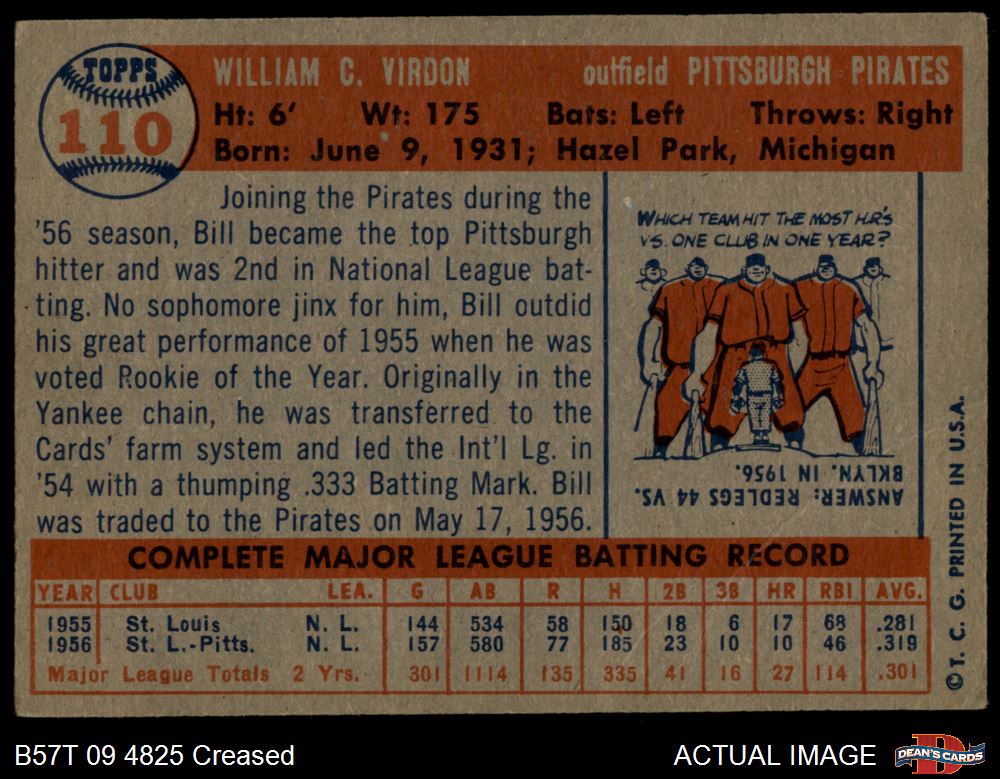 TOPPS
110
WILLIAM C. VIRDON outfield PITTSBURGH PIRATES
Ht: 6' Wt: 175 Bats: Left Throws: Right
Born: June 9, 1931; Hazel Park, Michigan
Joining the Pirates during the
'56 season, Bill became the top Pittsburgh
hitter and was 2nd in National League bat-
ting. No sophomore jinx for him, Bill outdid
his great performance of 1955 when he was
voted Rookie of the Year. Originally in the
Yankee chain, he was transferred to the
Cards' farm system and led the Int'l Lg. in
'54 with a thumping .333 Batting Mark. Bill
was traded to the Pirates on May 17, 1956.
WHICH TEAM HIT THE MOST H.R.'S
VS. ONE CLUB IN ONE YEAR?
ANSWER: REDLEGS 44 VS.
BKLYN. IN 1956.
COMPLETE MAJOR LEAGUE BATTING RECORD
YEAR CLUB LEA. G AB R H 2B 3B HR RBI AVG.
1955 St. Louis N. L. 144 534 58 150 18 6 17 68 .281
1956 St. L.-Pitts. N. L. 157 580 77 185 23 10 10 46 .319
Major League Totals 2 Yrs. 301 1114 135 335 41 16 27 114 .301
© T. C. G. PRINTED IN U.S.A.
B57T 09 4825 Creased
ACTUAL IMAGE
D
DEAN'S CARDS